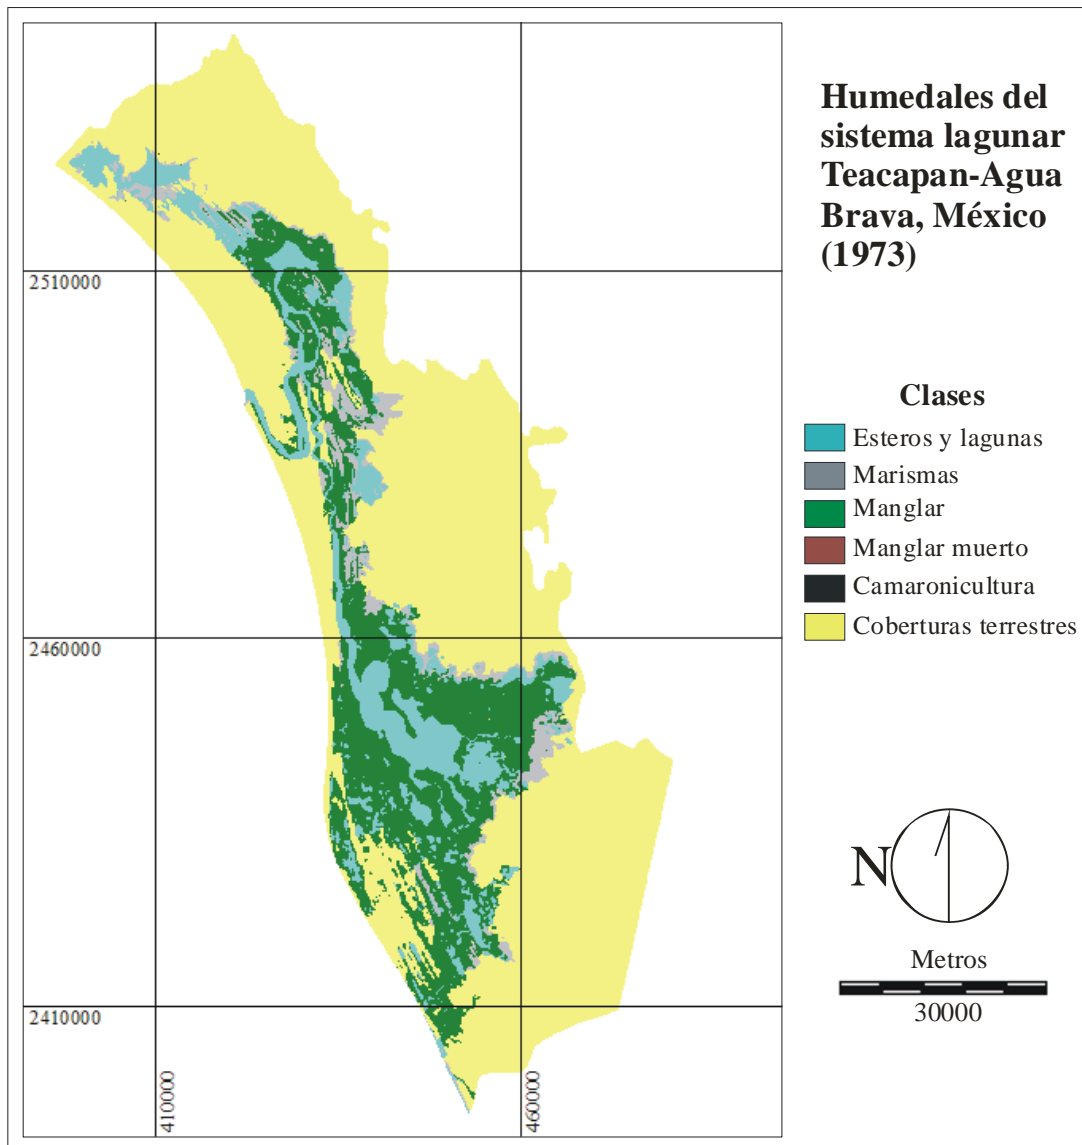 Humedales del
sistema lagunar
Teacapan-Agua
Brava, México
(1973)
Clases
Esteros y lagunas
Marismas
Manglar
Manglar muerto
Camaronicultura
Coberturas terrestres
N
Metros
30000
2510000
2460000
2410000
410000
460000